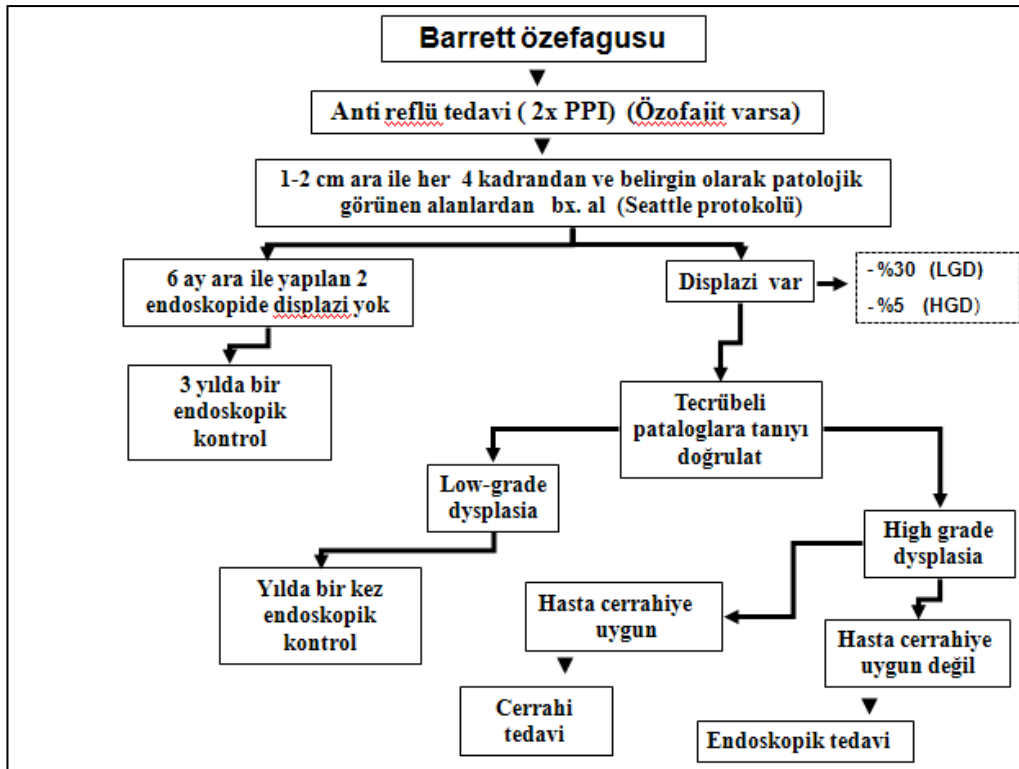 Barrett özefagusu
Anti reflü tedavi ( 2x PPI) (Özofajit varsa)
1-2 cm ara ile her 4 kadrandan ve belirgin olarak patolojik
görünen alanlardan bx. al (Seattle protokolü)
6 ay ara ile yapılan 2
endoskopide displazi yok
Displazi var
-%30 (LGD)
-%5 (HGD)
3 yılda bir
endoskopik
kontrol
Tecrübeli
pataloglara tanıyı
doğrulat
Low-grade
dysplasia
High grade
dysplasia
Yılda bir kez
endoskopik
kontrol
Hasta cerrahiye
uygun
Hasta cerrahiye
uygun değil
Cerrahi
tedavi
Endoskopik tedavi